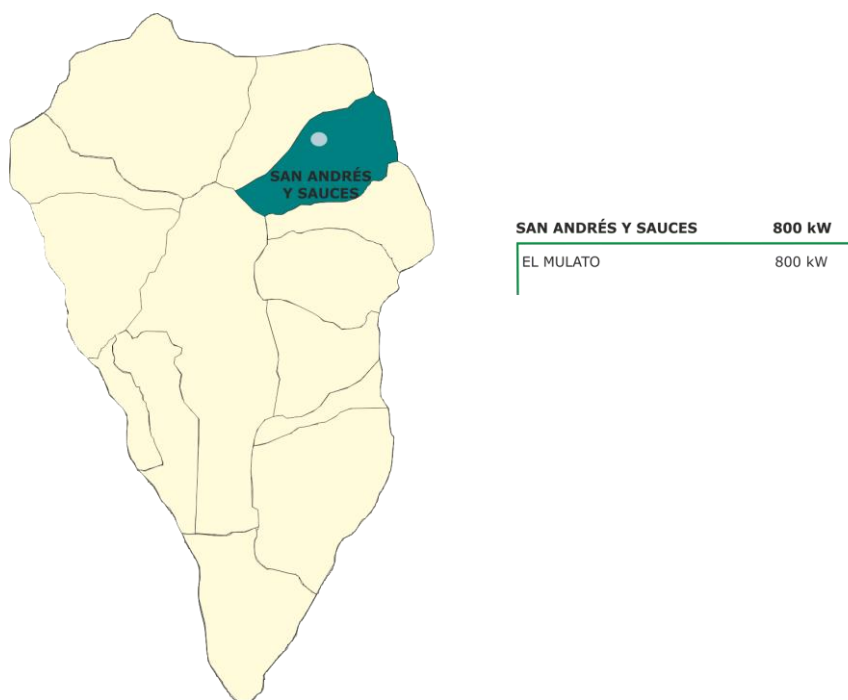 SAN ANDRÉS
Y SAUCES
SAN ANDRÉS Y SAUCES 800 kW
EL MULATO 800 kW